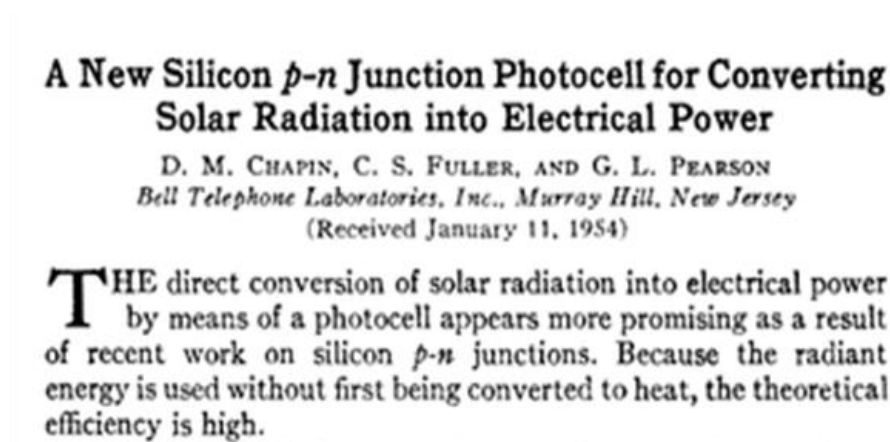 A New Silicon p-n Junction Photocell for Converting
Solar Radiation into Electrical Power
D. M. CHAPIN, C. S. FULLER, AND G. L. PEARSON
Bell Telephone Laboratories, Inc., Murray Hill, New Jersey
(Received January 11, 1954)
THE direct conversion of solar radiation into electrical power
by means of a photocell appears more promising as a result
of recent work on silicon p-n junctions. Because the radiant
energy is used without first being converted to heat, the theoretical
efficiency is high.